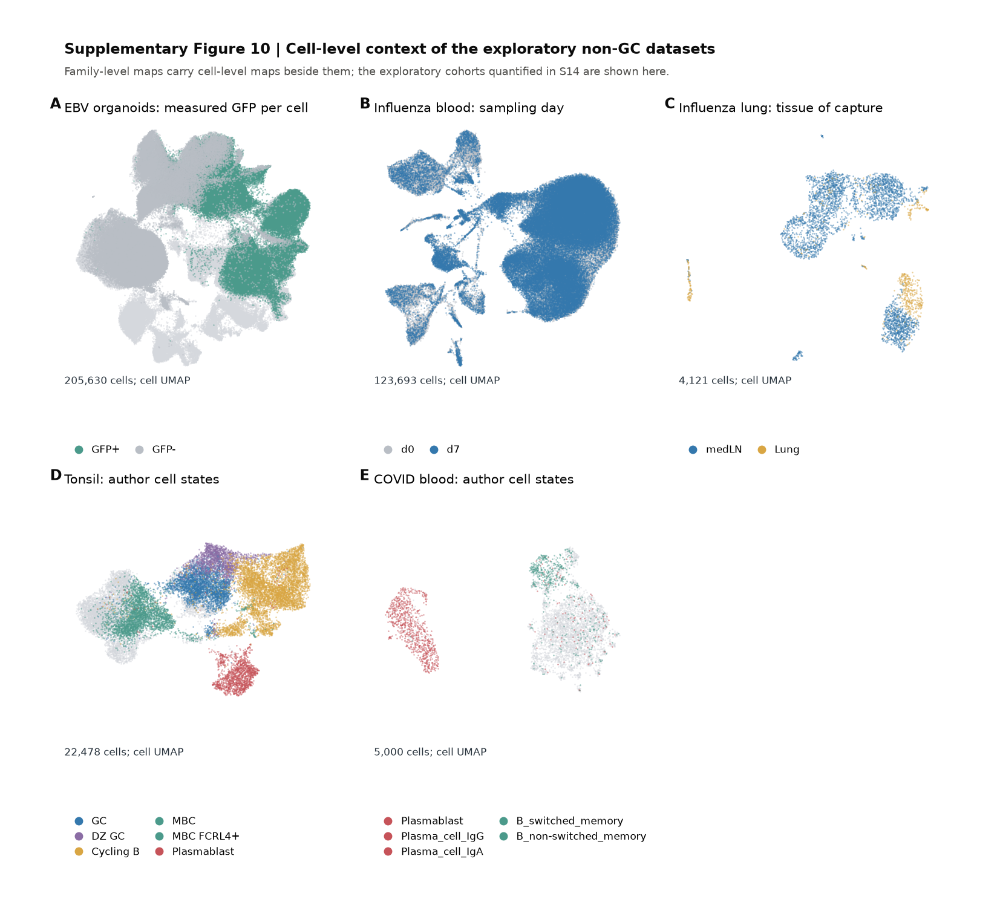 Supplementary Figure 10 | Cell-level context of the exploratory non-GC datasets
Family-level maps carry cell-level maps beside them; the exploratory cohorts quantified in S14 are shown here.
A EBV organoids: measured GFP per cell
205,630 cells; cell UMAP
GFP+ GFP-
B Influenza blood: sampling day
123,693 cells; cell UMAP
d0 d7
C Influenza lung: tissue of capture
4,121 cells; cell UMAP
medLN Lung
D Tonsil: author cell states
22,478 cells; cell UMAP
GC MBC
DZ GC MBC FCRL4+
Cycling B Plasmablast
E COVID blood: author cell states
5,000 cells; cell UMAP
Plasmablast B_switched_memory
Plasma_cell_IgG B_non-switched_memory
Plasma_cell_IgA